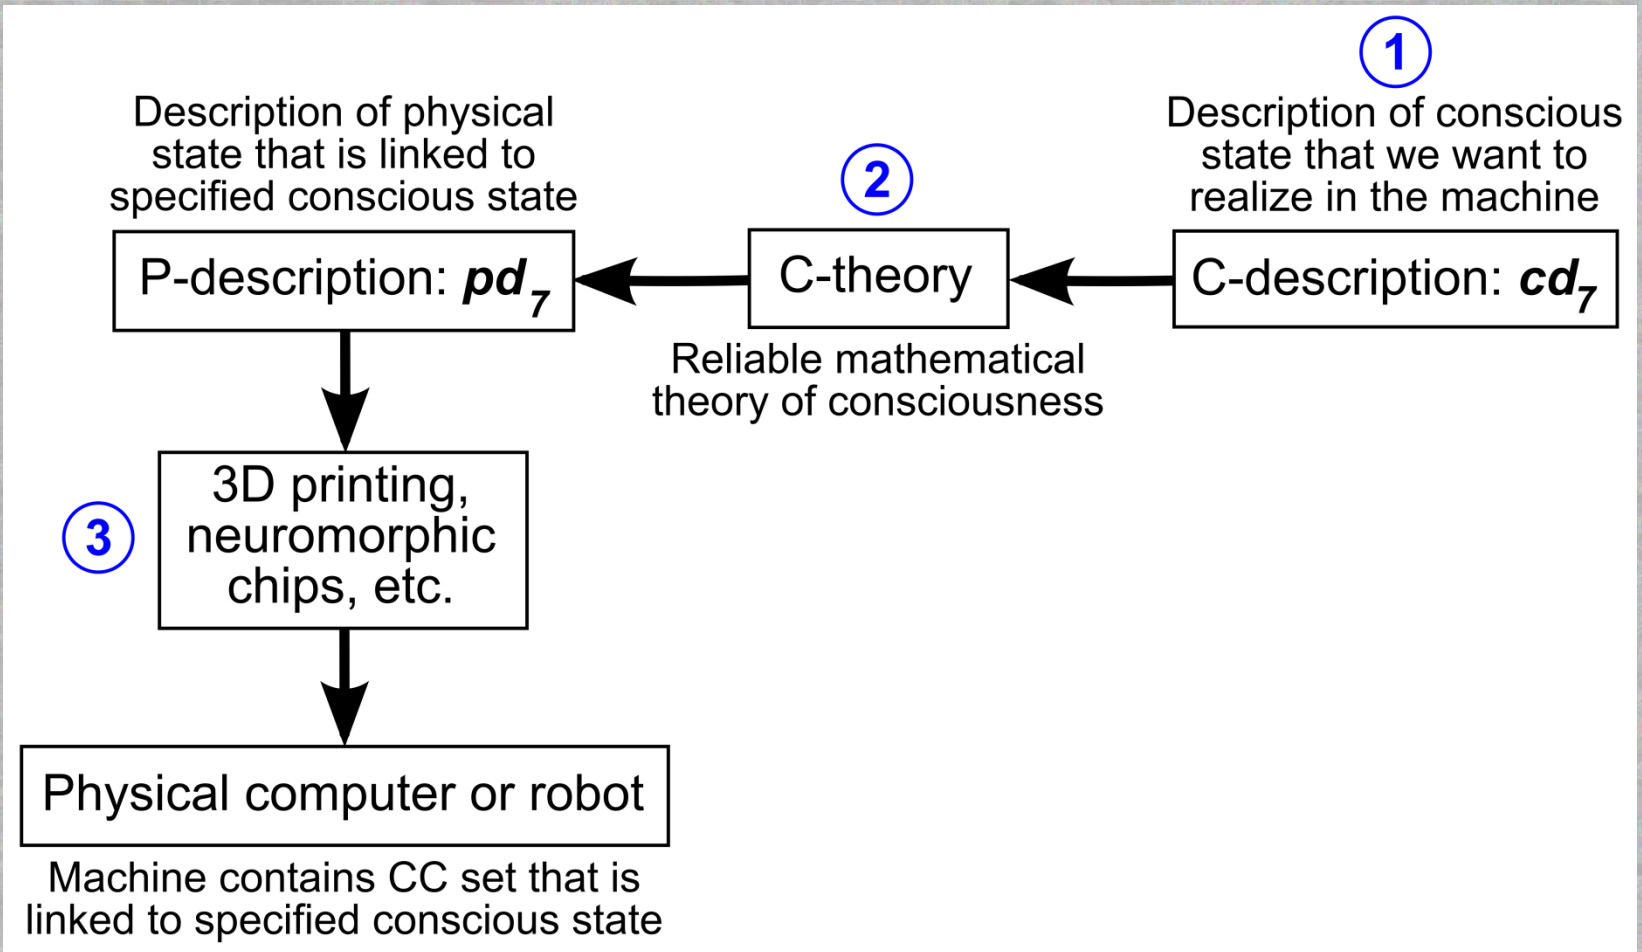 1
Description of conscious
state that we want to
realize in the machine
C-description: cd7
2
C-theory
Reliable mathematical
theory of consciousness
Description of physical
state that is linked to
specified conscious state
P-description: pd7
3
3D printing,
neuromorphic
chips, etc.
Physical computer or robot
Machine contains CC set that is
linked to specified conscious state